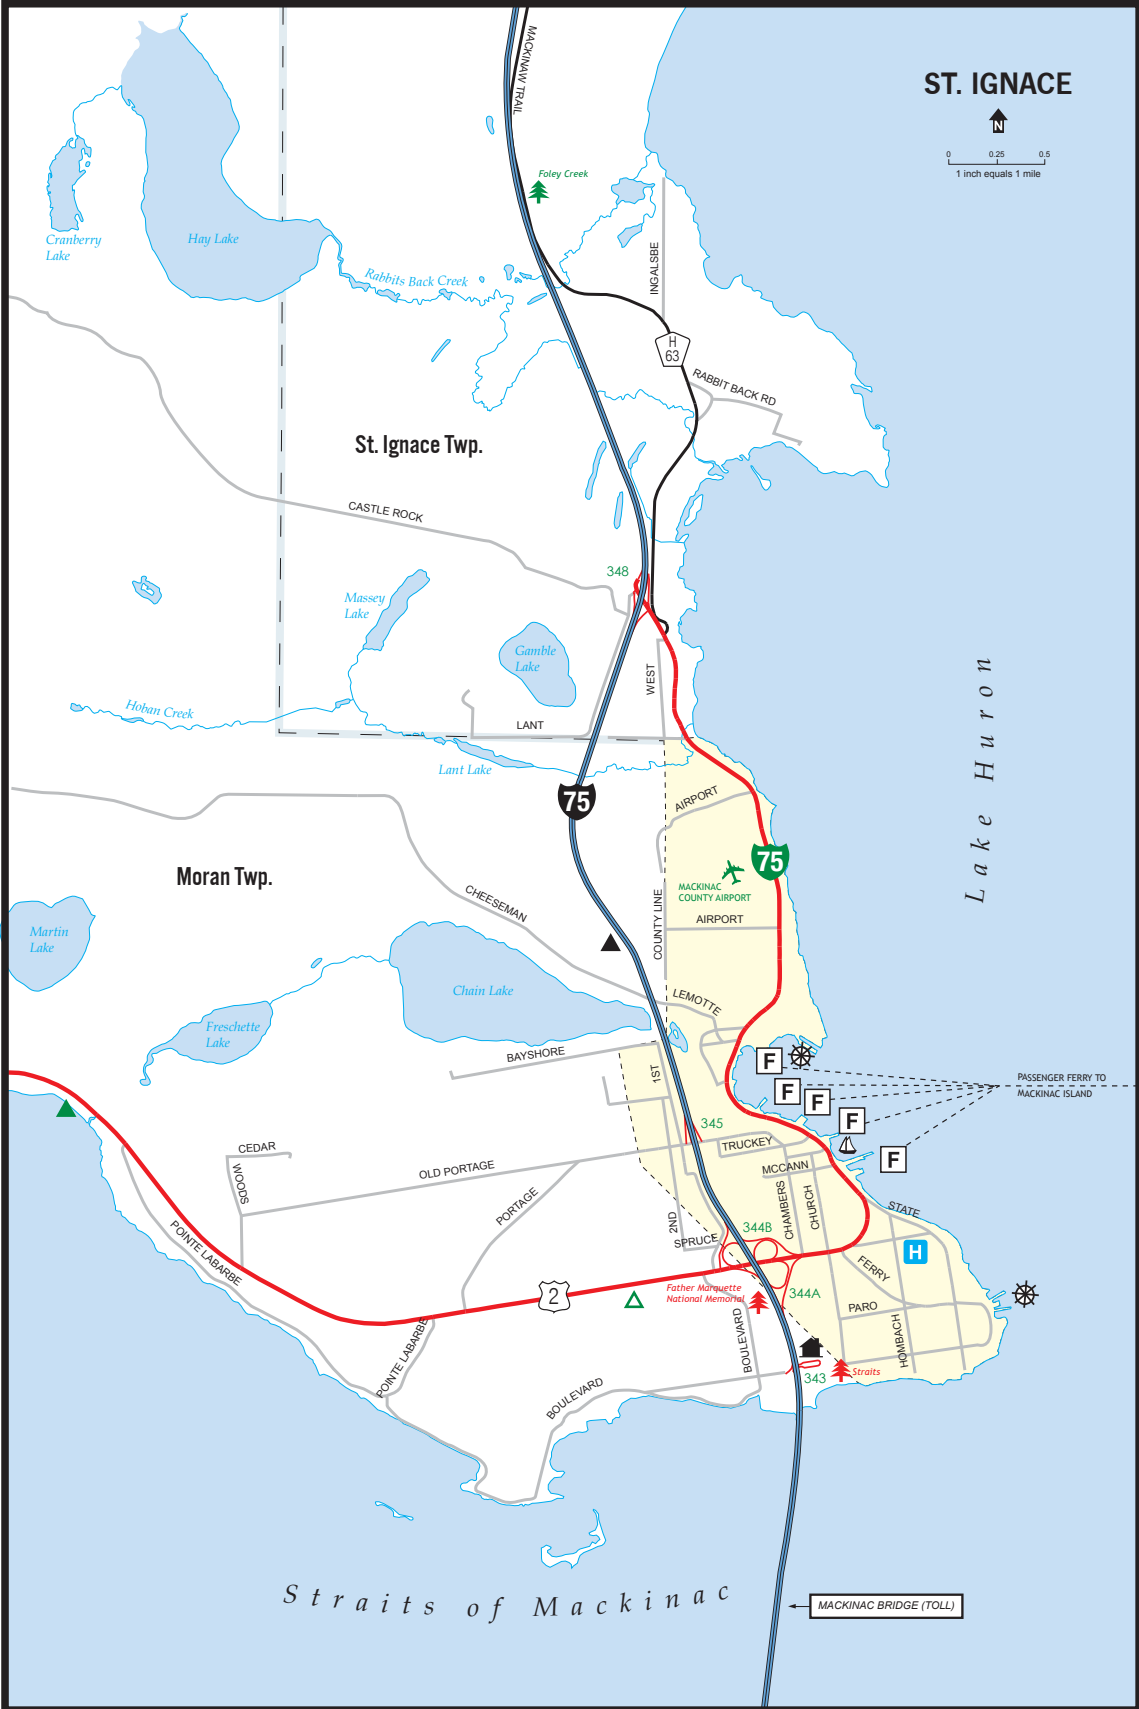 ST. IGNACE
N
0 0.25 0.5
1 inch equals 1 mile
MACKINAW TRAIL
Foley Creek
Cranberry
Lake
Hay Lake
Rabbits Back Creek
INGALSBE
H
63
RABBIT BACK RD
St. Ignace Twp.
CASTLE ROCK
348
Massey
Lake
Gamble
Lake
WEST
Hoban Creek
LANT
Lant Lake
Lake Huron
75
AIRPORT
75
MACKINAC
COUNTY AIRPORT
Moran Twp.
CHEESEMAN
COUNTY LINE
AIRPORT
Martin
Lake
Chain Lake
LEMOTTE
Freschette
Lake
BAYSHORE
1ST
F
F
F
F
F
PASSENGER FERRY TO
MACKINAC ISLAND
345
TRUCKEY
CEDAR
WOODS
OLD PORTAGE
MCCANN
PORTAGE
CHAMBERS
CHURCH
2ND
STATE
344B
SPRUCE
H
POINTE LABARBE
FERRY
2
Father Marquette
National Memorial
344A
PARO
BOULEVARD
HOMBACH
POINTE LABARBE
343
Straits
BOULEVARD
Straits of Mackinac
MACKINAC BRIDGE (TOLL)